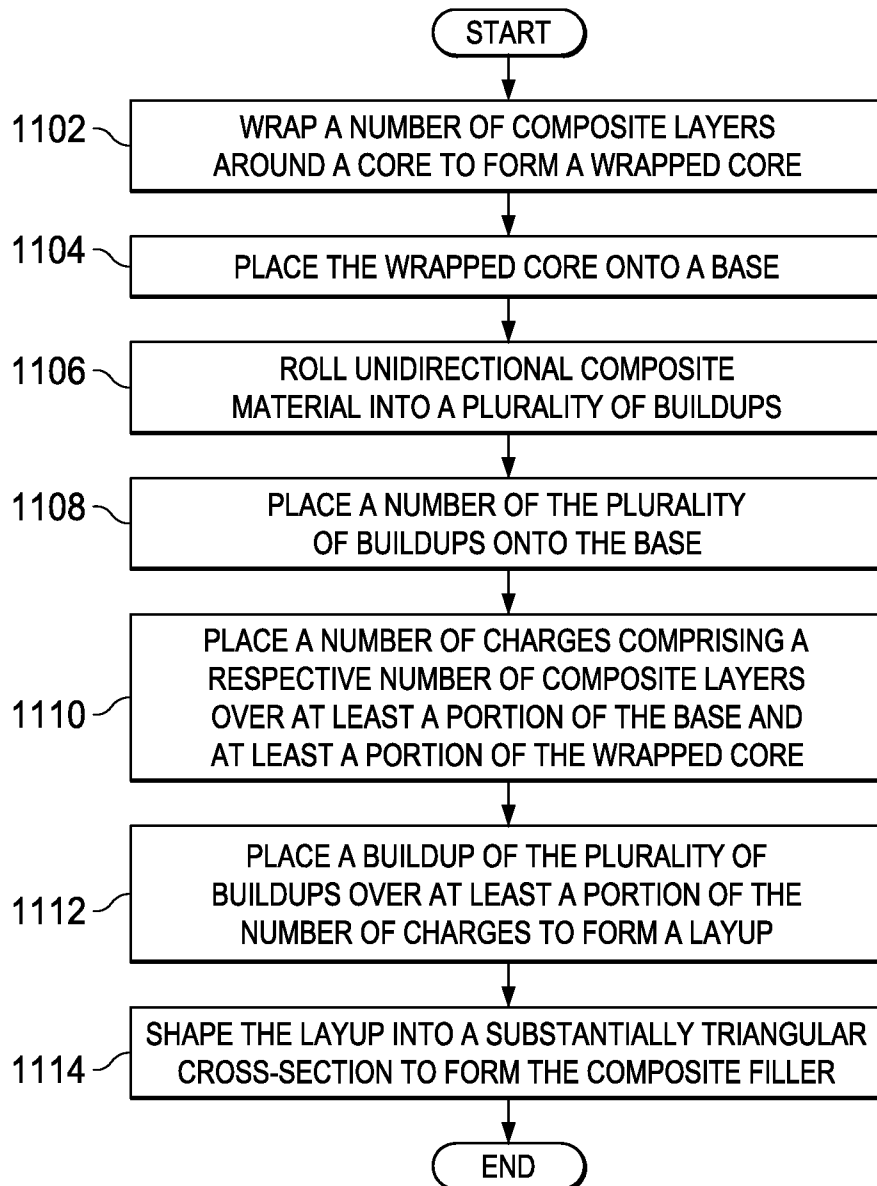 START
1102
WRAP A NUMBER OF COMPOSITE LAYERS
AROUND A CORE TO FORM A WRAPPED CORE
1104
PLACE THE WRAPPED CORE ONTO A BASE
1106
ROLL UNIDIRECTIONAL COMPOSITE
MATERIAL INTO A PLURALITY OF BUILDUPS
1108
PLACE A NUMBER OF THE PLURALITY
OF BUILDUPS ONTO THE BASE
1110
PLACE A NUMBER OF CHARGES COMPRISING A
RESPECTIVE NUMBER OF COMPOSITE LAYERS
OVER AT LEAST A PORTION OF THE BASE AND
AT LEAST A PORTION OF THE WRAPPED CORE
1112
PLACE A BUILDUP OF THE PLURALITY OF
BUILDUPS OVER AT LEAST A PORTION OF THE
NUMBER OF CHARGES TO FORM A LAYUP
1114
SHAPE THE LAYUP INTO A SUBSTANTIALLY TRIANGULAR
CROSS-SECTION TO FORM THE COMPOSITE FILLER
END